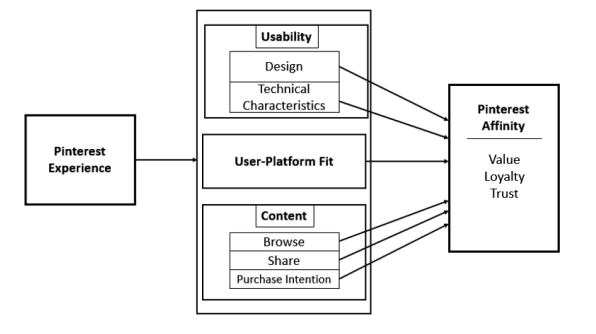 Pinterest
Experience
Usability
Design
Technical
Characteristics
User-Platform Fit
Content
Browse
Share
Purchase Intention
Pinterest
Affinity
Value
Loyalty
Trust